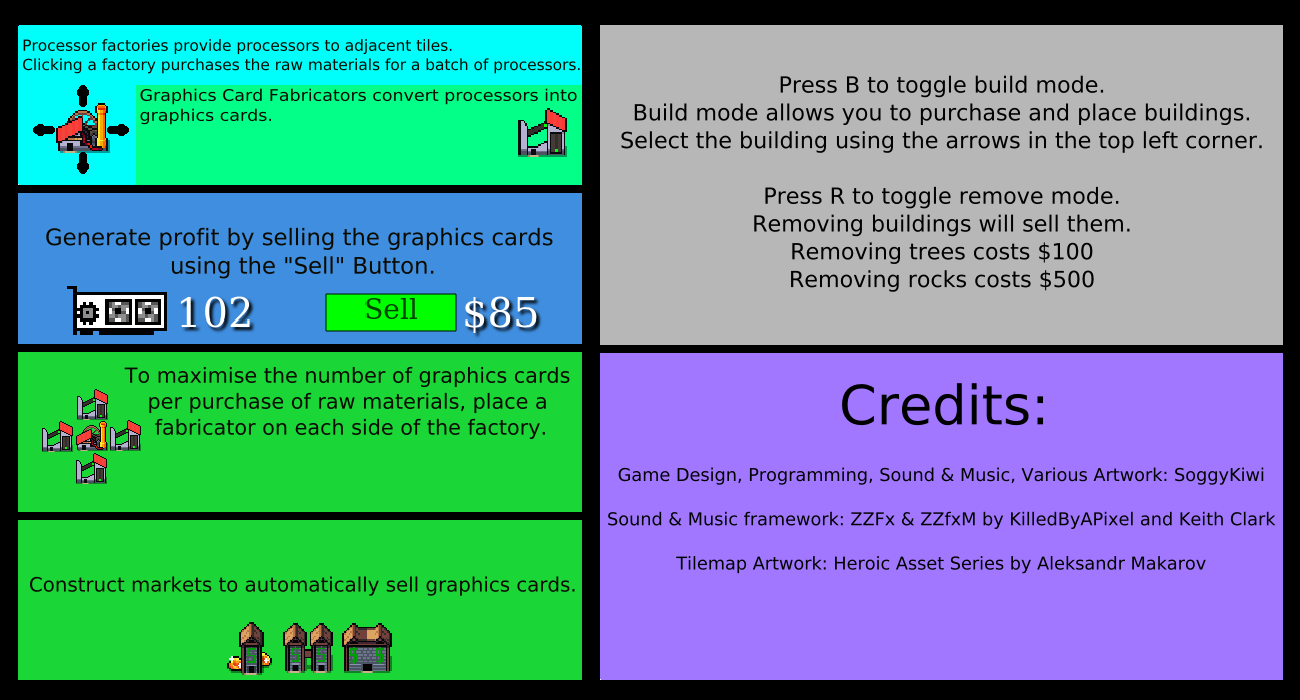 Processor factories provide processors to adjacent tiles.
Clicking a factory purchases the raw materials for a batch of processors.
Graphics Card Fabricators convert processors into
graphics cards.
Generate profit by selling the graphics cards
using the "Sell" Button.
102
Sell
$85
To maximise the number of graphics cards
per purchase of raw materials, place a
fabricator on each side of the factory.
Construct markets to automatically sell graphics cards.
Press B to toggle build mode.
Build mode allows you to purchase and place buildings.
Select the building using the arrows in the top left corner.
Press R to toggle remove mode.
Removing buildings will sell them.
Removing trees costs $100
Removing rocks costs $500
Credits:
Game Design, Programming, Sound & Music, Various Artwork: SoggyKiwi
Sound & Music framework: ZZFx & ZZfxM by KilledByAPixel and Keith Clark
Tilemap Artwork: Heroic Asset Series by Aleksandr Makarov